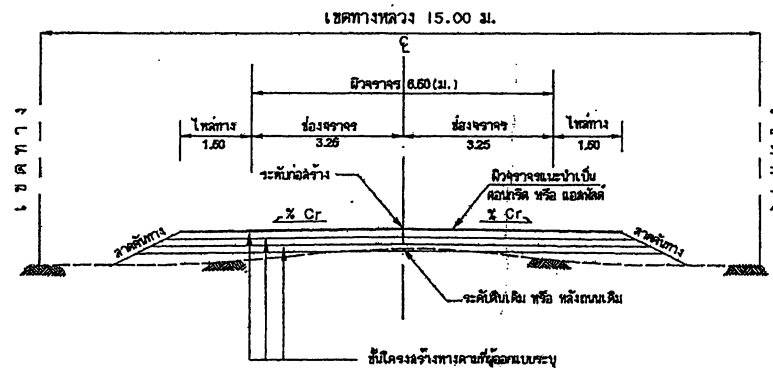 เขตทางหลวง 15.00 ม.
℄
ผิวจราจร 6.50 (ม.)
ไหล่ทาง ช่องจราจร ช่องจราจร ไหล่ทาง
1.50 3.25 3.25 1.50
เขตทาง
ระดับก่อสร้าง
ผิวจราจรแนะนำเป็น
คอนกรีต หรือ แอสฟัลต์
% Cr % Cr
ลาดคันทาง ลาดคันทาง
ระดับดินเดิม หรือ หลังถนนเดิม
ชั้นโครงสร้างทางตามที่ผู้ออกแบบระบุ